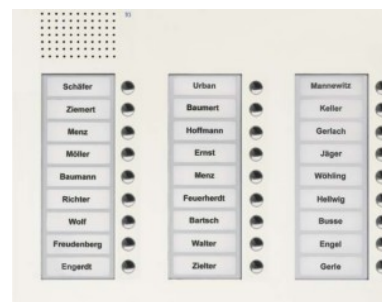 Schäfer
Ziemert
Menz
Möller
Baumann
Richter
Wolf
Freudenberg
Engerdt
Urban
Baumert
Hoffmann
Ernst
Menz
Feuerherdt
Bartsch
Walter
Zielter
Mannewitz
Keller
Gerlach
Jäger
Wöhling
Hellwig
Busse
Engel
Gerle